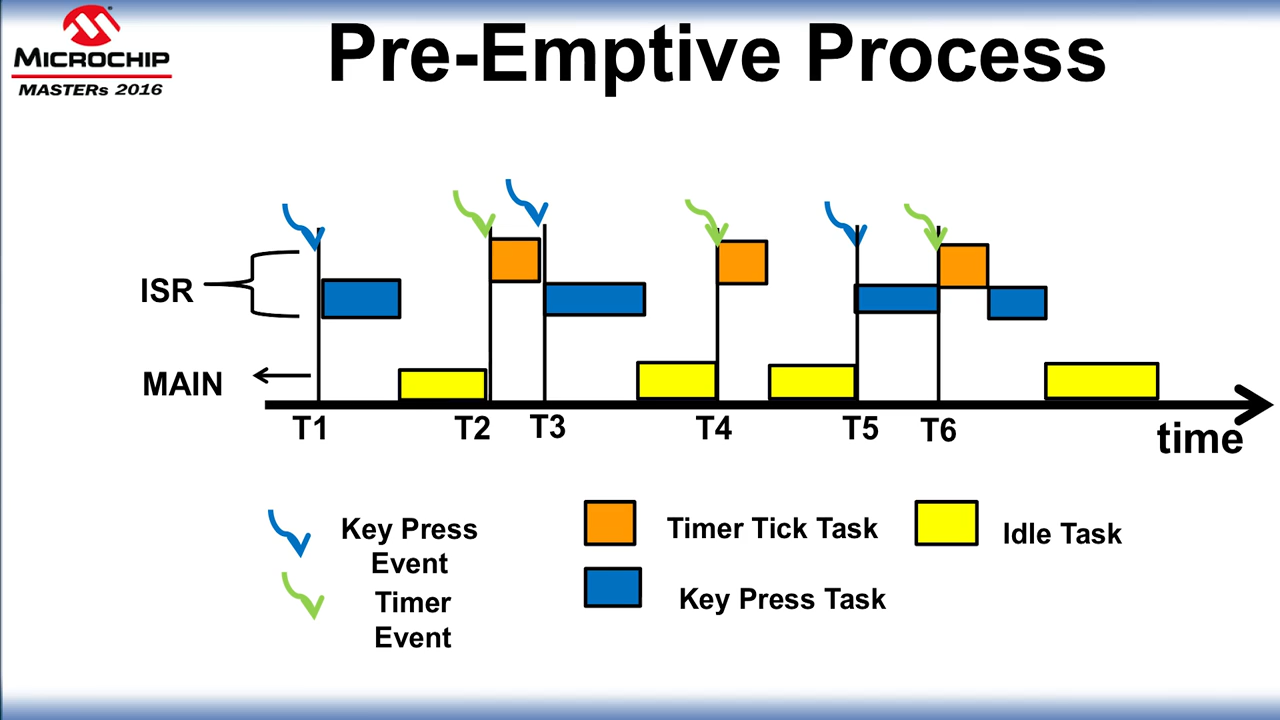 MICROCHIP
MASTERs 2016
Pre-Emptive Process
ISR
MAIN
T1
T2
T3
T4
T5
T6
time
Key Press
Event
Timer
Event
Timer Tick Task
Key Press Task
Idle Task